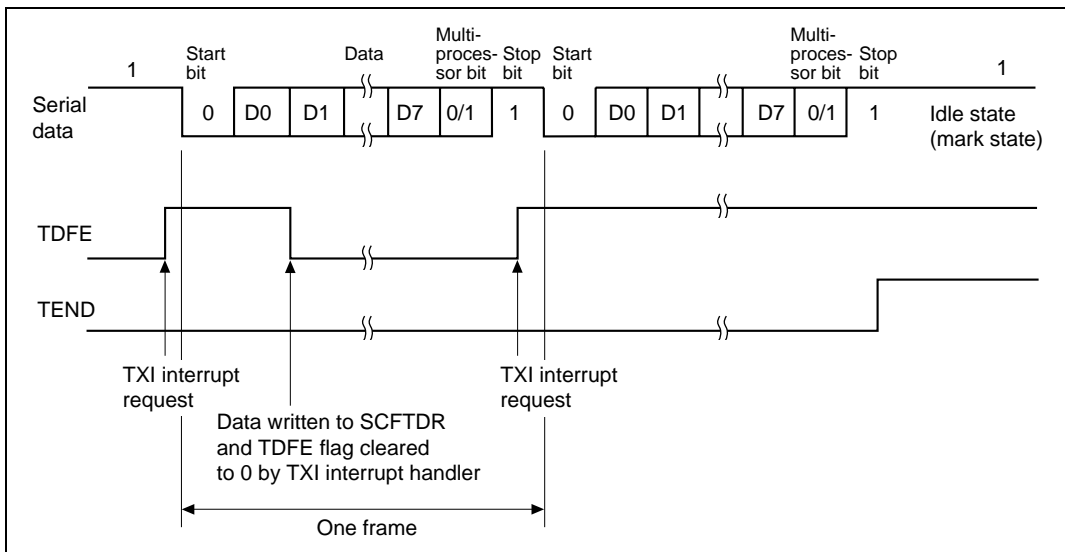 1
Start
bit
Data
Multi-
proces-
sor bit
Stop
bit
Start
bit
Multi-
proces-
sor bit
Stop
bit
1
Serial
data
0 D0 D1 D7 0/1 1 0 D0 D1 D7 0/1 1
Idle state
(mark state)
TDFE
TEND
TXI interrupt
request
Data written to SCFTDR
and TDFE flag cleared
to 0 by TXI interrupt handler
TXI interrupt
request
One frame